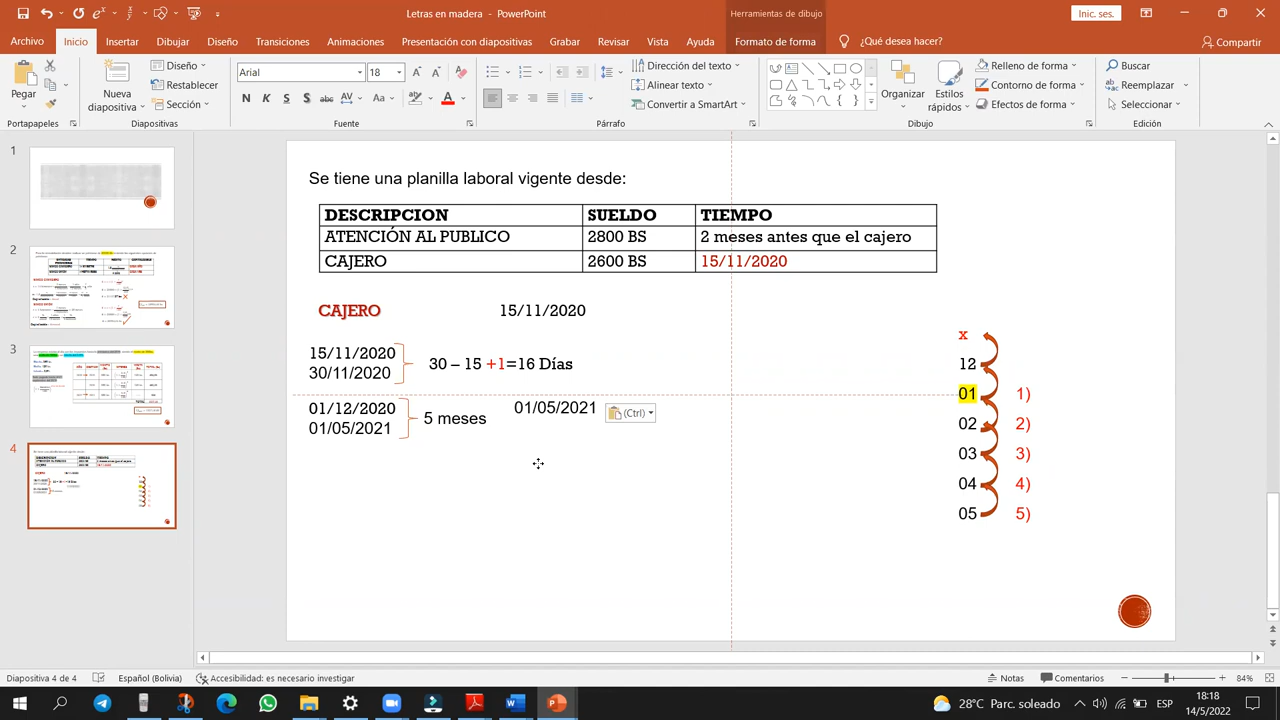 Letras en madera - PowerPoint
Herramientas de dibujo
Inic. ses.
Archivo
Inicio
Insertar
Dibujar
Diseño
Transiciones
Animaciones
Presentación con diapositivas
Grabar
Revisar
Vista
Ayuda
Formato de forma
¿Qué desea hacer?
Compartir
Pegar
Nueva
diapositiva
Diseño
Restablecer
Sección
Arial
18
N K S S abc AV Aa A
Dirección del texto
Alinear texto
Convertir a SmartArt
Organizar
Estilos
rápidos
Relleno de forma
Contorno de forma
Efectos de forma
Buscar
Reemplazar
Seleccionar
Portapapeles
Diapositivas
Fuente
Párrafo
Dibujo
Edición
1
2
3
4
Se tiene una planilla laboral vigente desde:
DESCRIPCION SUELDO TIEMPO
ATENCIÓN AL PUBLICO 2800 BS 2 meses antes que el cajero
CAJERO 2600 BS 15/11/2020
CAJERO 15/11/2020
15/11/2020
30/11/2020
30 – 15 +1=16 Días
01/12/2020
01/05/2021
5 meses
01/05/2021
(Ctrl)
x
12
01 1)
02 2)
03 3)
04 4)
05 5)
Diapositiva 4 de 4
Español (Bolivia)
Accesibilidad: es necesario investigar
Notas
Comentarios
84%
28°C Parc. soleado
ESP
18:18
14/5/2022